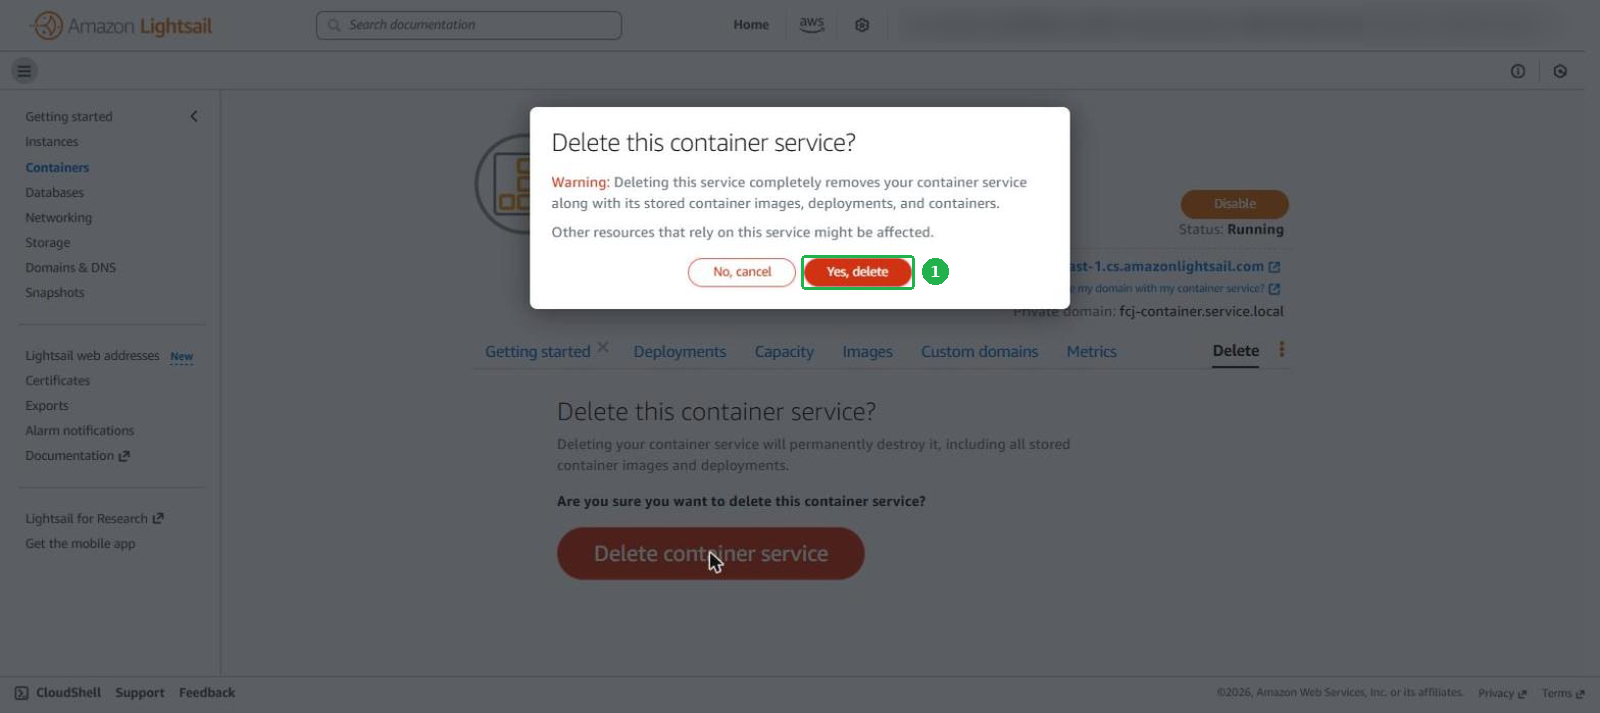 Amazon Lightsail
Search documentation
Home
aws
Getting started
Instances
Containers
Databases
Networking
Storage
Domains & DNS
Snapshots
Lightsail web addresses New
Certificates
Exports
Alarm notifications
Documentation
Lightsail for Research
Get the mobile app
Delete this container service?
Warning: Deleting this service completely removes your container service
along with its stored container images, deployments, and containers.
Other resources that rely on this service might be affected.
No, cancel
Yes, delete
1
Disable
Status: Running
ast-1.cs.amazonlightsail.com
my domain with my container service?
Private domain: fcj-container.service.local
Getting started
Deployments
Capacity
Images
Custom domains
Metrics
Delete
Delete this container service?
Deleting your container service will permanently destroy it, including all stored
container images and deployments.
Are you sure you want to delete this container service?
Delete container service
CloudShell
Support
Feedback
©2026, Amazon Web Services, Inc. or its affiliates.
Privacy
Terms